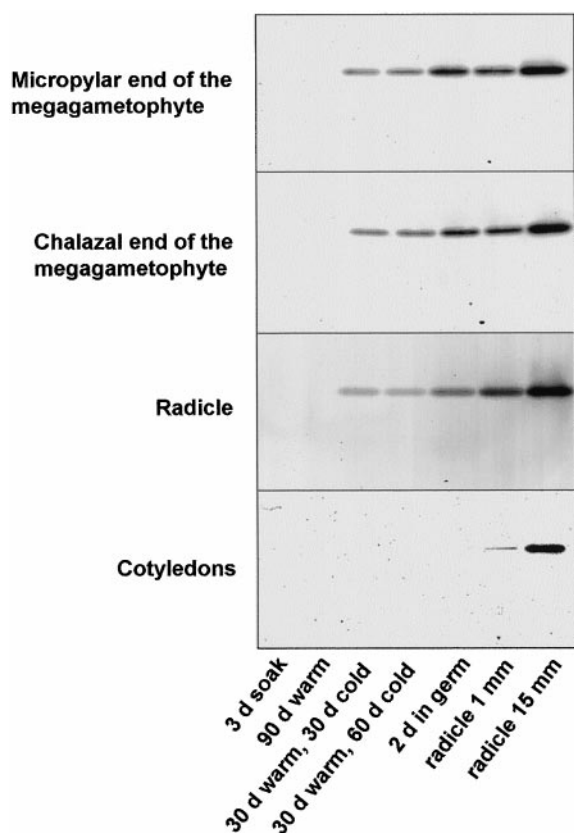 Micropylar end of the
megagametophyte
Chalazal end of the
megagametophyte
Radicle
Cotyledons
3 d soak
90 d warm
30 d warm, 30 d cold
30 d warm, 60 d cold
2 d in germ
radicle 1 mm
radicle 15 mm